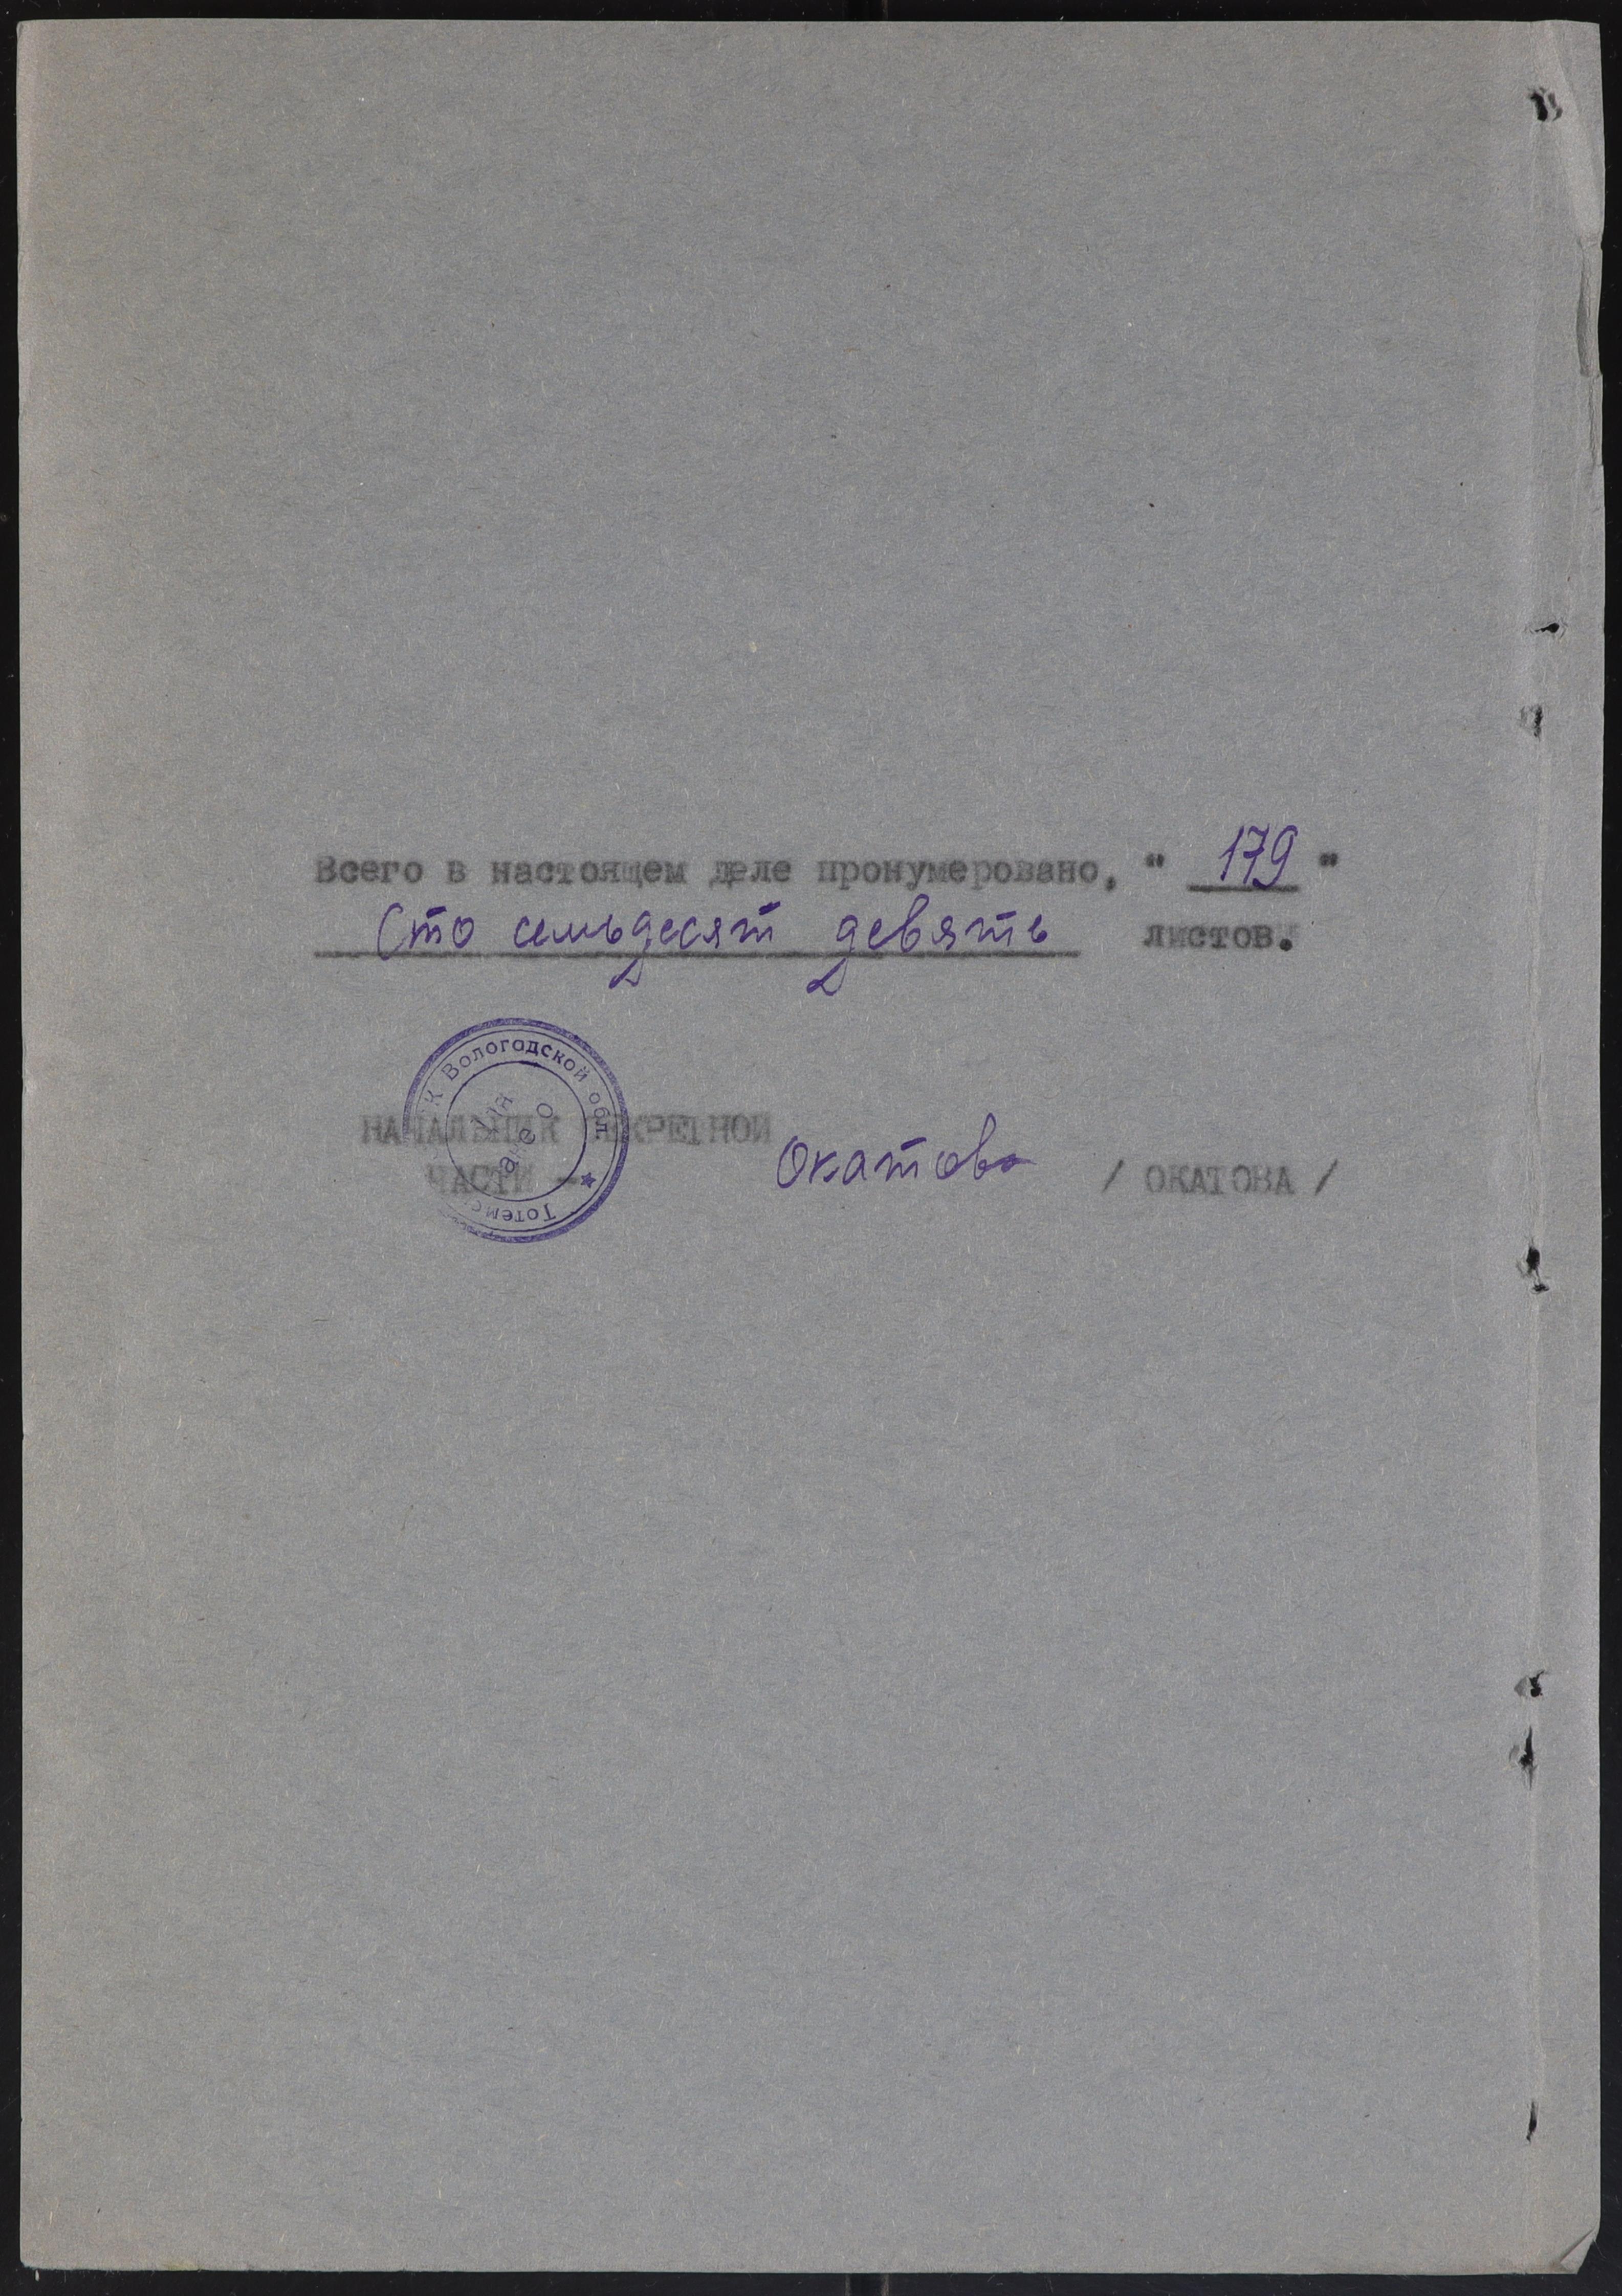 Всего в настоящем деле пронумеровано, " 179 "
Сто семьдесят девять листов.
К Вологодской обл.
НАЧАЛЬНИК СЕКРЕТНОЙ
ЧАСТИ - Окатова / ОКАТОВА /